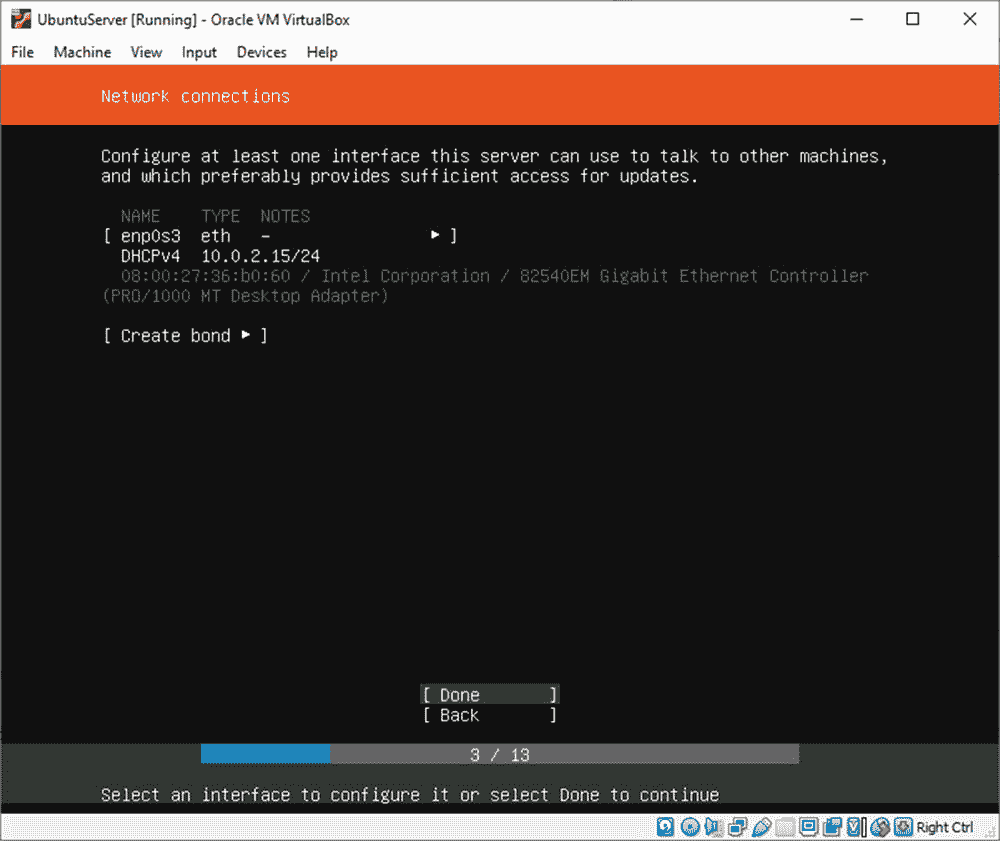 UbuntuServer [Running] - Oracle VM VirtualBox
File Machine View Input Devices Help
Network connections
Configure at least one interface this server can use to talk to other machines,
and which preferably provides sufficient access for updates.
NAME TYPE NOTES
[ enp0s3 eth - ▸ ]
DHCPv4 10.0.2.15/24
08:00:27:36:b0:60 / Intel Corporation / 82540EM Gigabit Ethernet Controller
(PRO/1000 MT Desktop Adapter)
[ Create bond ▸ ]
[ Done ]
[ Back ]
3 / 13
Select an interface to configure it or select Done to continue
Right Ctrl